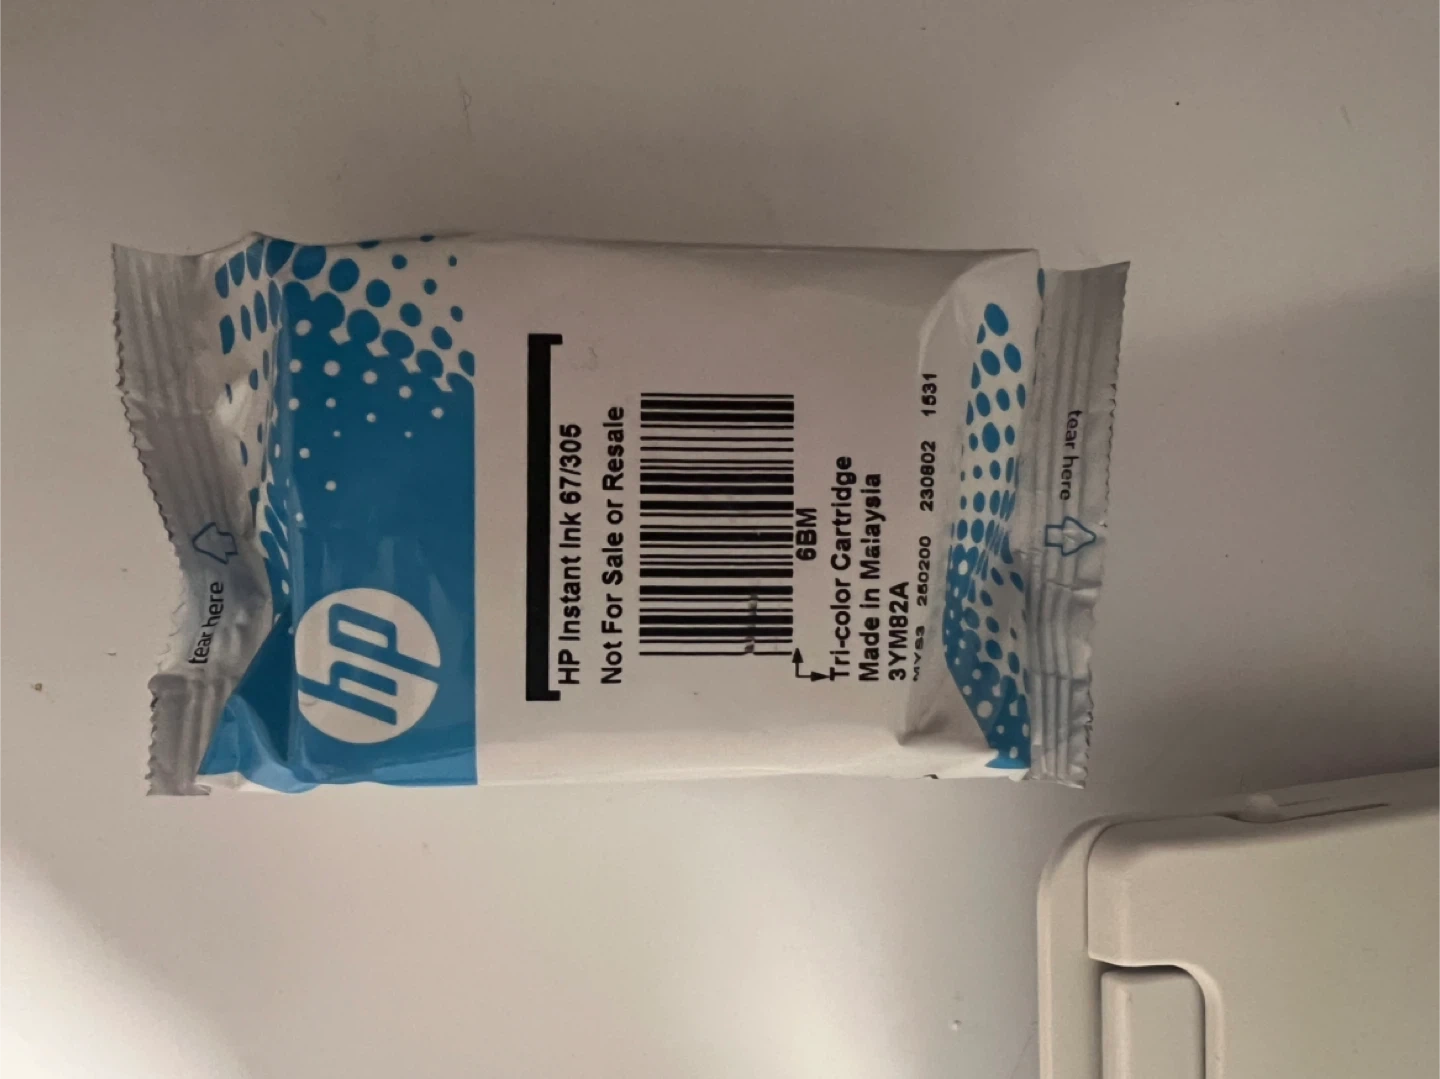 tear here
hp
HP Instant Ink 67/305
Not For Sale or Resale
6BM
Tri-color Cartridge
Made in Malaysia
3YM82A
MYS3 250200 230802 1531
tear here